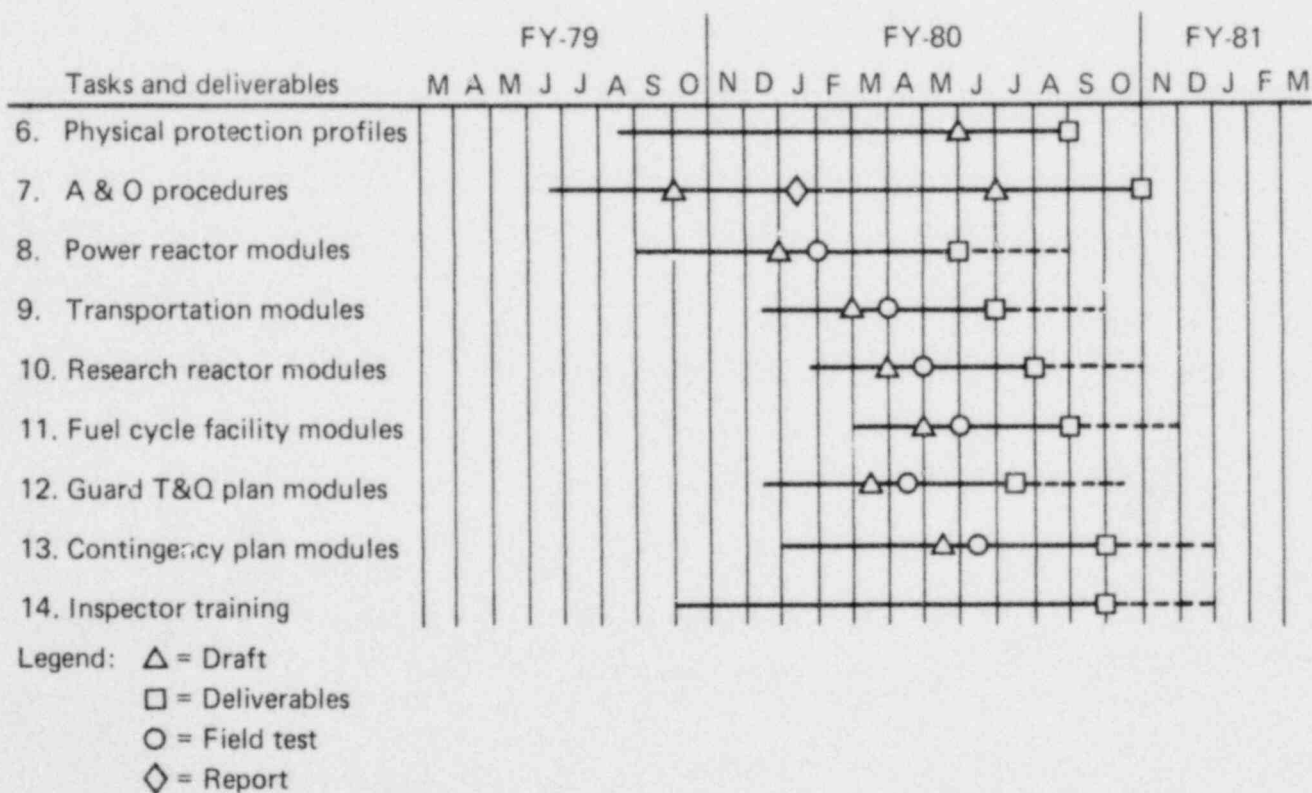 FY-79 FY-80 FY-81
Tasks and deliverables M A M J J A S O N D J F M A M J J A S O N D J F M
6. Physical protection profiles
7. A & O procedures
8. Power reactor modules
9. Transportation modules
10. Research reactor modules
11. Fuel cycle facility modules
12. Guard T&Q plan modules
13. Contingency plan modules
14. Inspector training
Legend: △ = Draft
□ = Deliverables
○ = Field test
◇ = Report